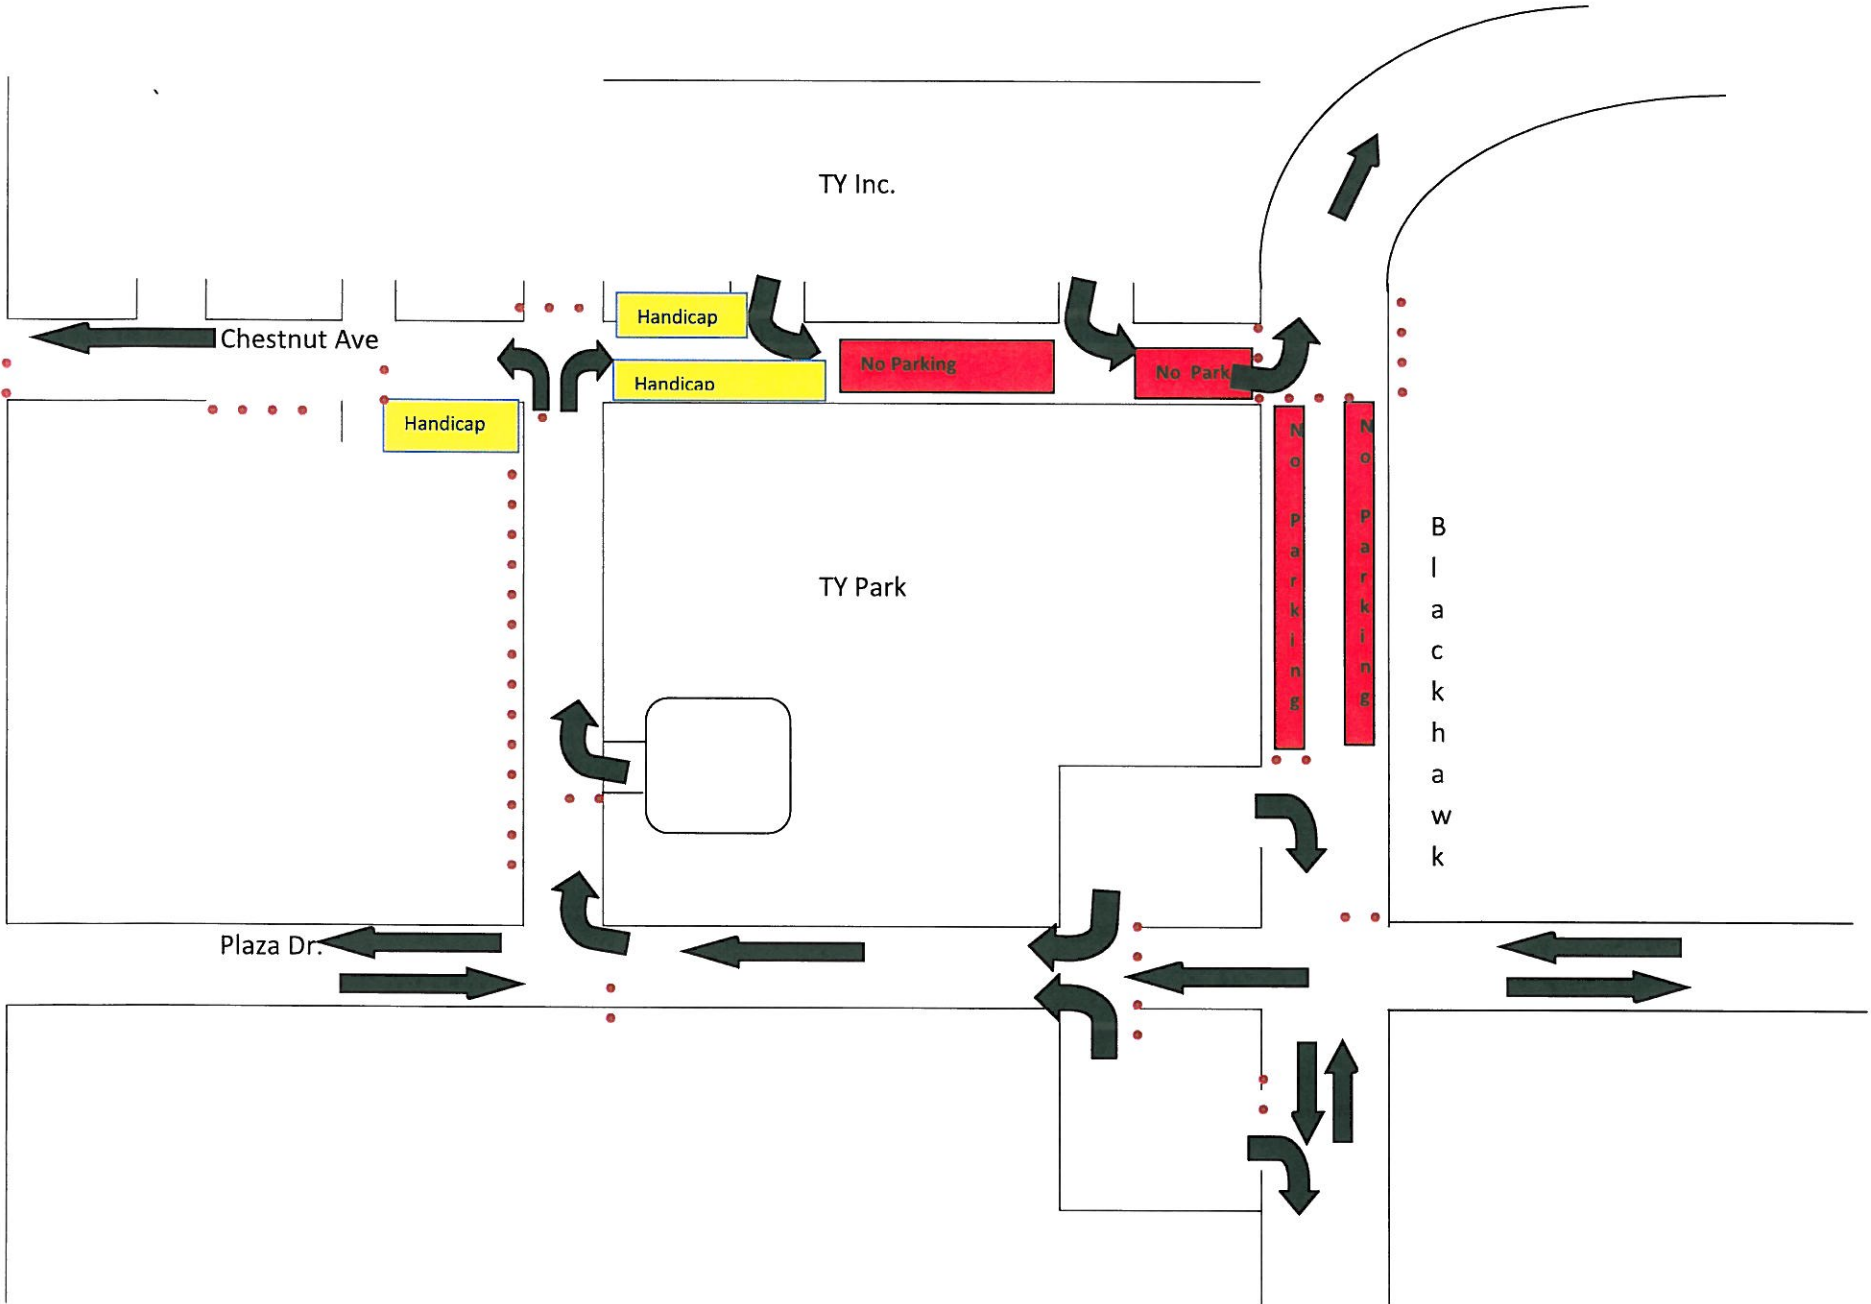 TY Inc.
Handicap
Chestnut Ave
No Parking
No Park
Handicap
Handicap
No Parking
No Parking
Blackhawk
TY Park
Plaza Dr.